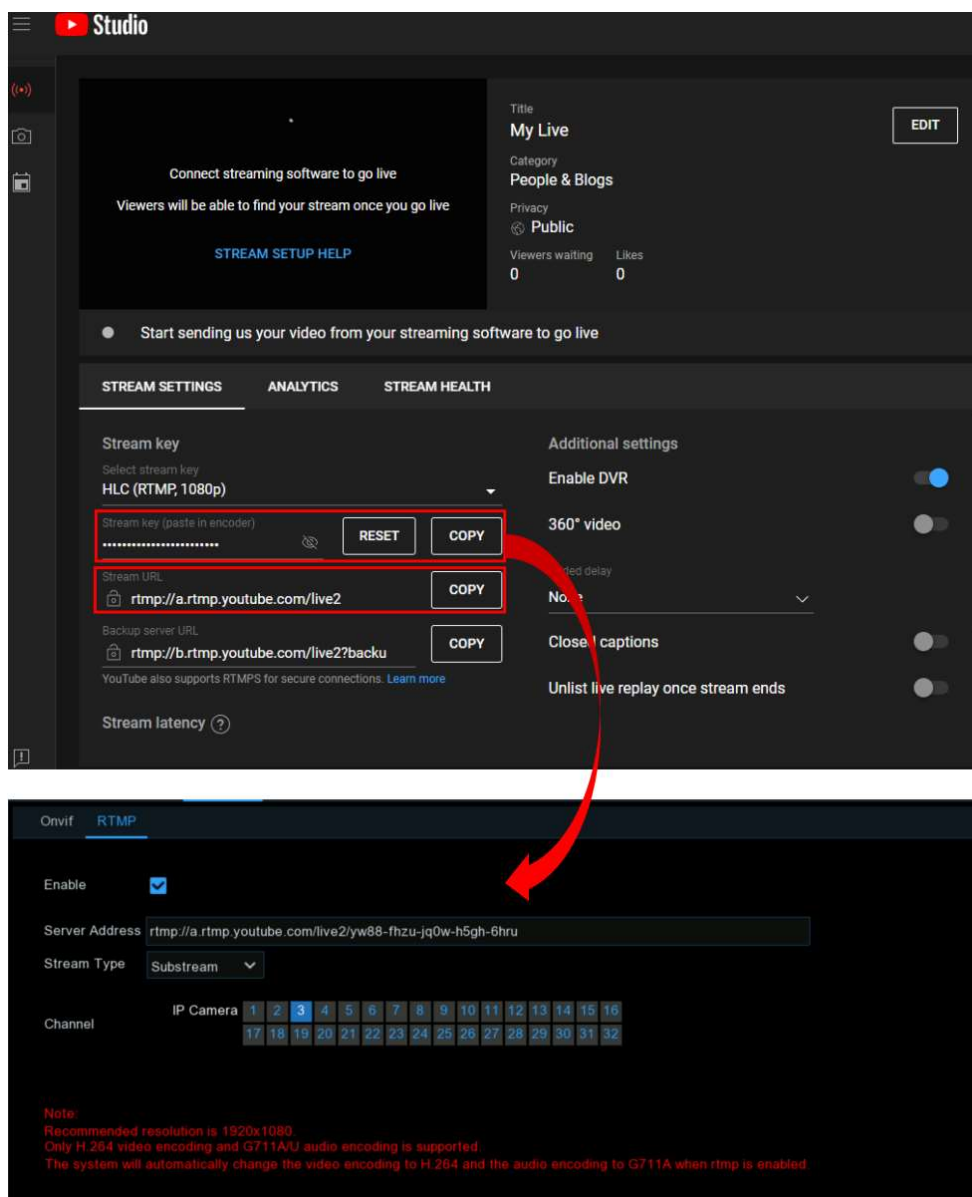 Studio
Title
My Live
EDIT
Category
People & Blogs
Privacy
Public
Viewers waiting Likes
0 0
Connect streaming software to go live
Viewers will be able to find your stream once you go live
STREAM SETUP HELP
Start sending us your video from your streaming software to go live
STREAM SETTINGS ANALYTICS STREAM HEALTH
Stream key
Select stream key
HLC (RTMP, 1080p)
Stream key (paste in encoder)
•••••••••••••••••••••••• RESET COPY
Stream URL
rtmp://a.rtmp.youtube.com/live2 COPY
Backup server URL
rtmp://b.rtmp.youtube.com/live2?backu COPY
YouTube also supports RTMPS for secure connections. Learn more
Stream latency ?
Additional settings
Enable DVR
360° video
delay
None
Closed captions
Unlist live replay once stream ends
Onvif RTMP
Enable
Server Address rtmp://a.rtmp.youtube.com/live2/yw88-fhzu-jq0w-h5gh-6hru
Stream Type Substream
Channel IP Camera 1 2 3 4 5 6 7 8 9 10 11 12 13 14 15 16
17 18 19 20 21 22 23 24 25 26 27 28 29 30 31 32
Note:
Recommended resolution is 1920x1080.
Only H.264 video encoding and G711A/U audio encoding is supported.
The system will automatically change the video encoding to H.264 and the audio encoding to G711A when rtmp is enabled.